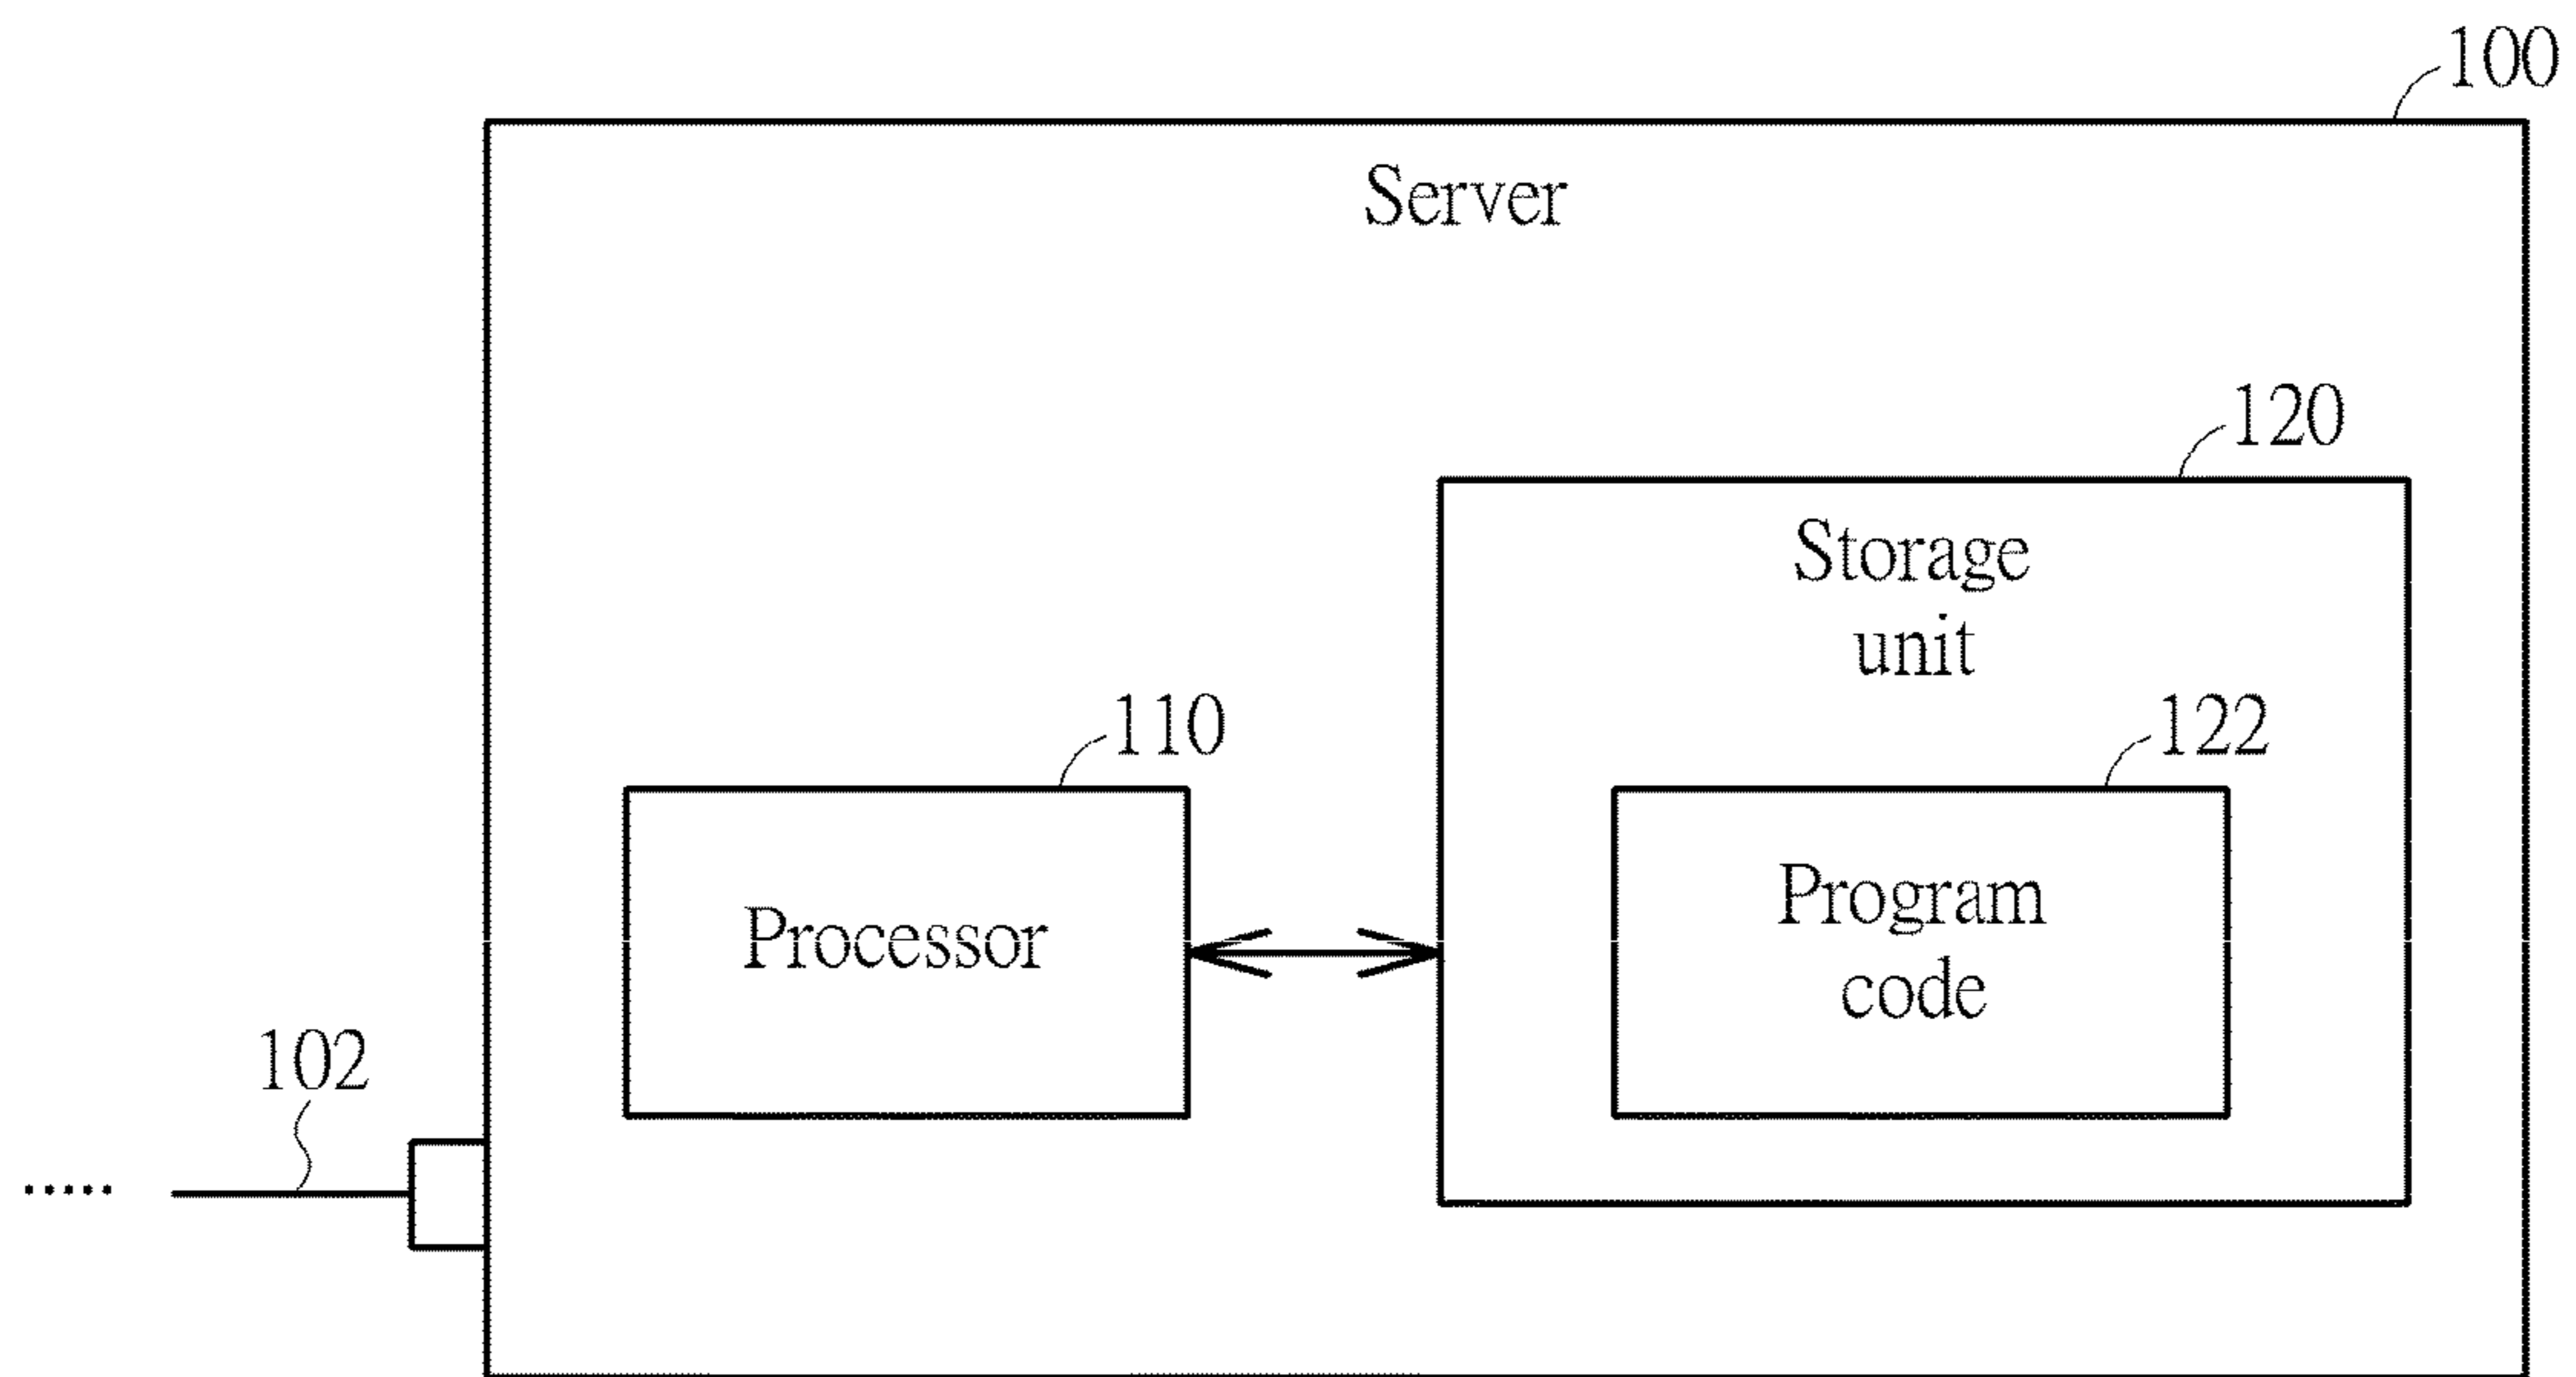 100
Server
120
Storage
unit
110
122
Processor
Program
code
102
.....